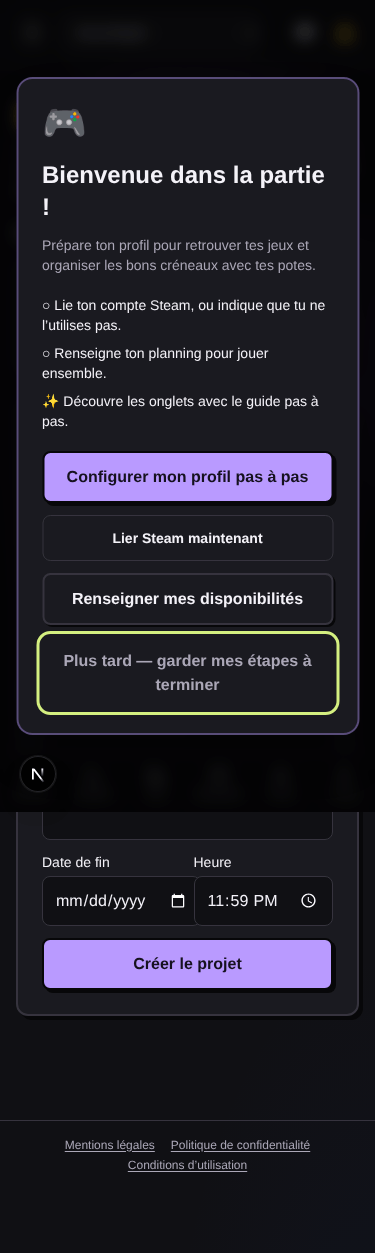 Bienvenue dans la partie
!
Prépare ton profil pour retrouver tes jeux et
organiser les bons créneaux avec tes potes.
○ Lie ton compte Steam, ou indique que tu ne
l’utilises pas.
○ Renseigne ton planning pour jouer
ensemble.
✨ Découvre les onglets avec le guide pas à
pas.
Configurer mon profil pas à pas
Lier Steam maintenant
Renseigner mes disponibilités
Plus tard — garder mes étapes à
terminer
N
Date de fin Heure
mm/dd/yyyy 11:59 PM
Créer le projet
Mentions légales Politique de confidentialité
Conditions d’utilisation